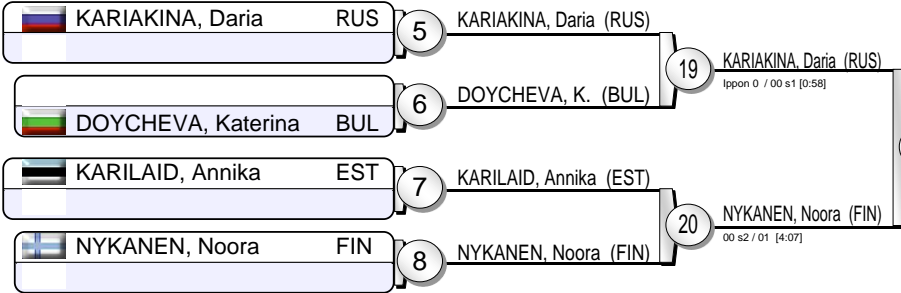 KARIAKINA, Daria RUS
5
KARIAKINA, Daria (RUS)
6
DOYCHEVA, Katerina BUL
DOYCHEVA, K. (BUL)
19
KARIAKINA, Daria (RUS)
Ippon 0 / 00 s1 [0:58]
KARILAID, Annika EST
7
KARILAID, Annika (EST)
NYKANEN, Noora FIN
8
NYKANEN, Noora (FIN)
20
NYKANEN, Noora (FIN)
00 s2 / 01 [4:07]